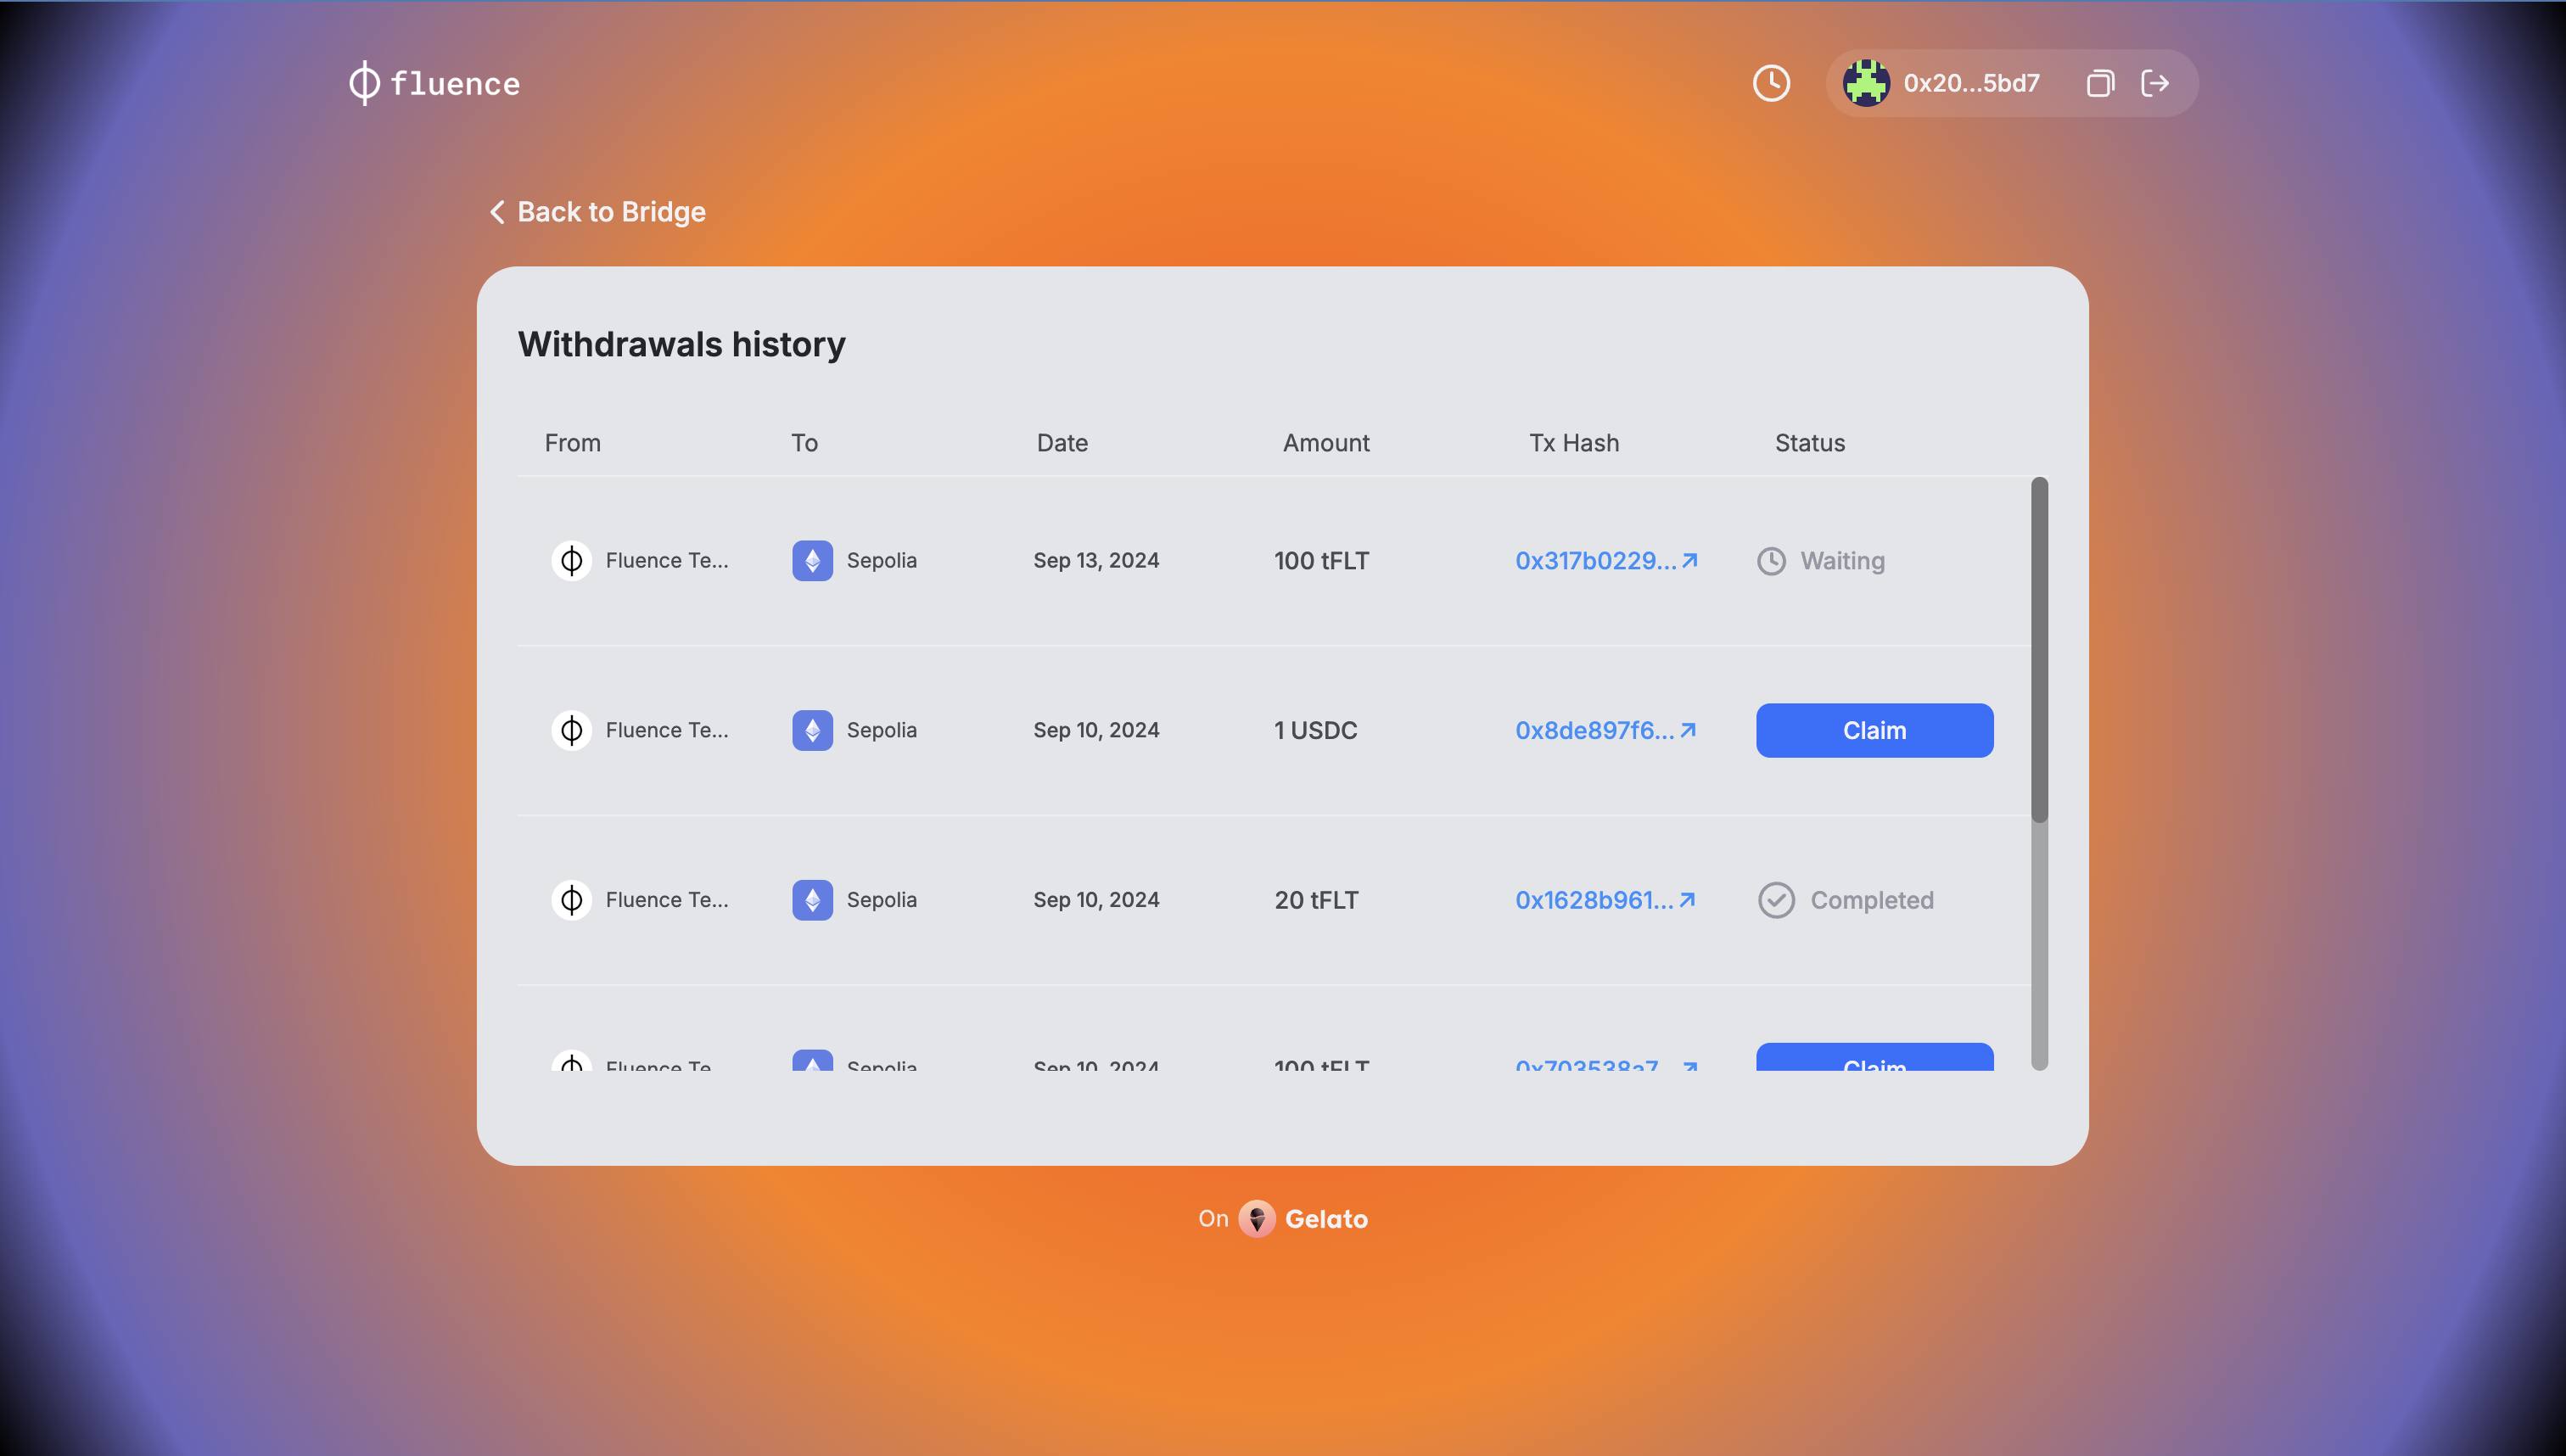 fluence
0x20...5bd7
Back to Bridge
Withdrawals history
From To Date Amount Tx Hash Status
Fluence Te... Sepolia Sep 13, 2024 100 tFLT 0x317b0229... Waiting
Fluence Te... Sepolia Sep 10, 2024 1 USDC 0x8de897f6... Claim
Fluence Te... Sepolia Sep 10, 2024 20 tFLT 0x1628b961... Completed
Fluence Te... Sepolia Sep 10, 2024 100 tFLT 0x703538a7... Claim
On Gelato